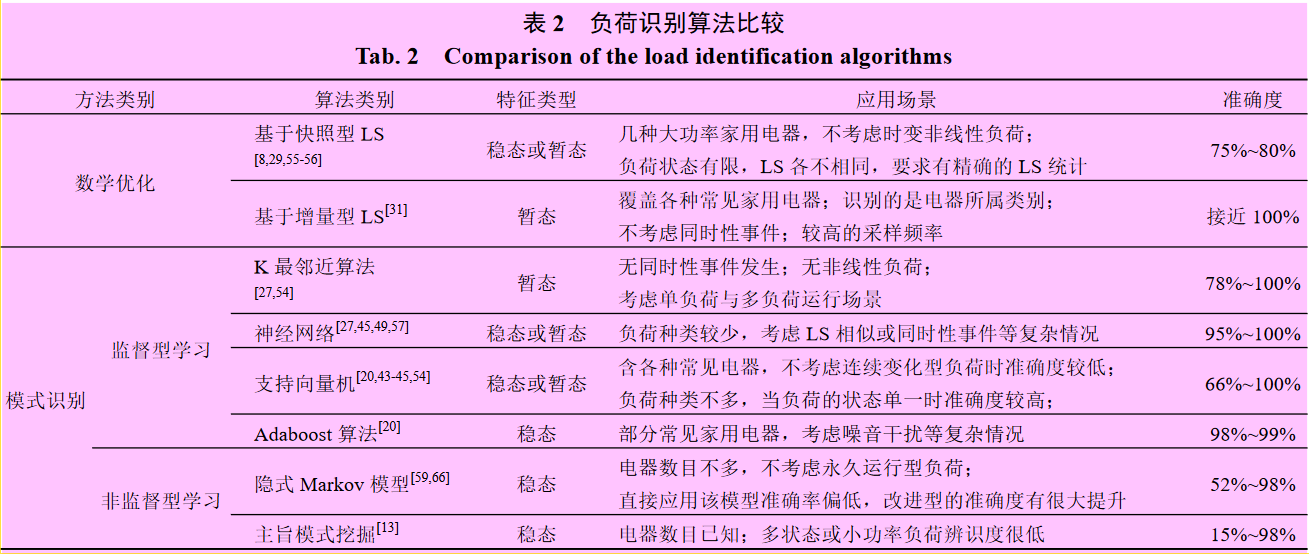 表 2 负荷识别算法比较
Tab. 2 Comparison of the load identification algorithms
方法类别 算法类别 特征类型 应用场景 准确度
数学优化
基于快照型 LS
[8,29,55-56]
稳态或暂态
几种大功率家用电器，不考虑时变非线性负荷；
负荷状态有限，LS 各不相同，要求有精确的 LS 统计
75%~80%
基于增量型 LS[31]
暂态
覆盖各种常见家用电器；识别的是电器所属类别；
不考虑同时性事件；较高的采样频率
接近 100%
模式识别
监督型学习
K 最邻近算法
[27,54]
暂态
无同时性事件发生；无非线性负荷；
考虑单负荷与多负荷运行场景
78%~100%
神经网络[27,45,49,57] 稳态或暂态 负荷种类较少，考虑 LS 相似或同时性事件等复杂情况 95%~100%
支持向量机[20,43-45,54]
稳态或暂态
含各种常见电器，不考虑连续变化型负荷时准确度较低；
负荷种类不多，当负荷的状态单一时准确度较高；
66%~100%
Adaboost 算法[20] 稳态 部分常见家用电器，考虑噪音干扰等复杂情况 98%~99%
非监督型学习
隐式 Markov 模型[59,66]
稳态
电器数目不多，不考虑永久运行型负荷；
直接应用该模型准确率偏低，改进型的准确度有很大提升
52%~98%
主旨模式挖掘[13] 稳态 电器数目已知；多状态或小功率负荷辨识度很低 15%~98%